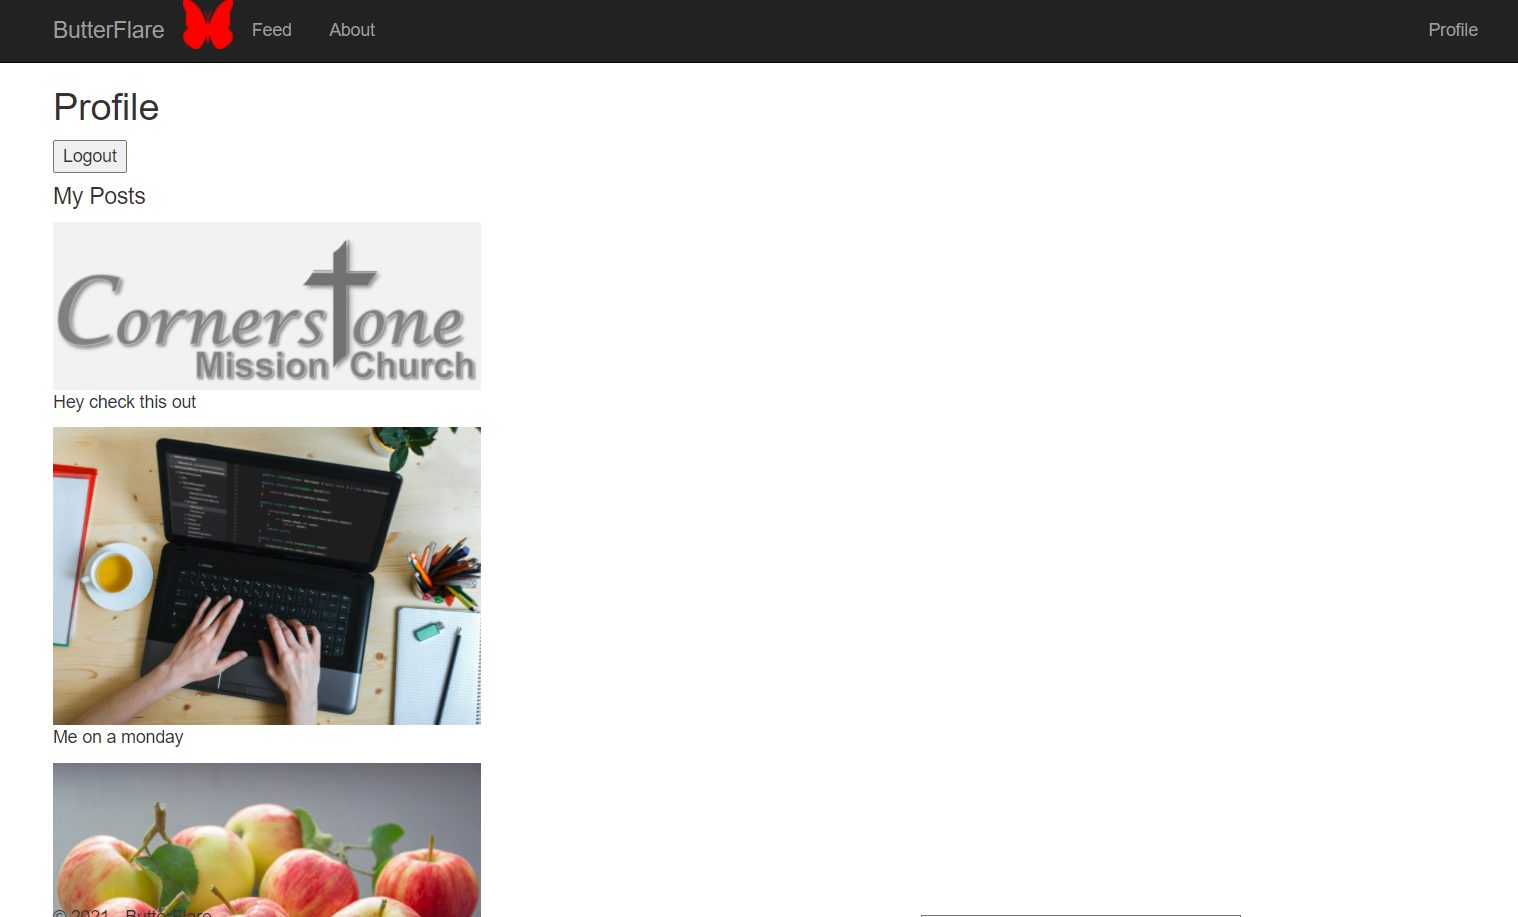 ButterFlare Feed About Profile
Profile
Logout
My Posts
Cornerstone
Mission Church
Hey check this out
Me on a monday
© 2021 - ButterFlare